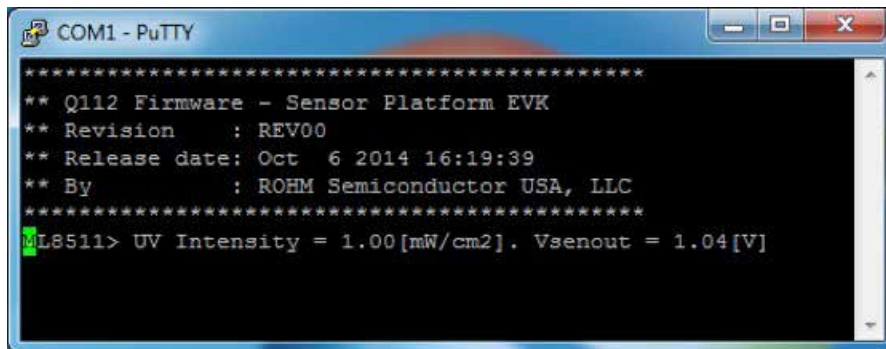 COM1 - PuTTY
**********************************************
** Q112 Firmware - Sensor Platform EVK
** Revision    : REV00
** Release date: Oct  6 2014 16:19:39
** By          : ROHM Semiconductor USA, LLC
**********************************************
ML8511> UV Intensity = 1.00[mW/cm2]. Vsenout = 1.04[V]